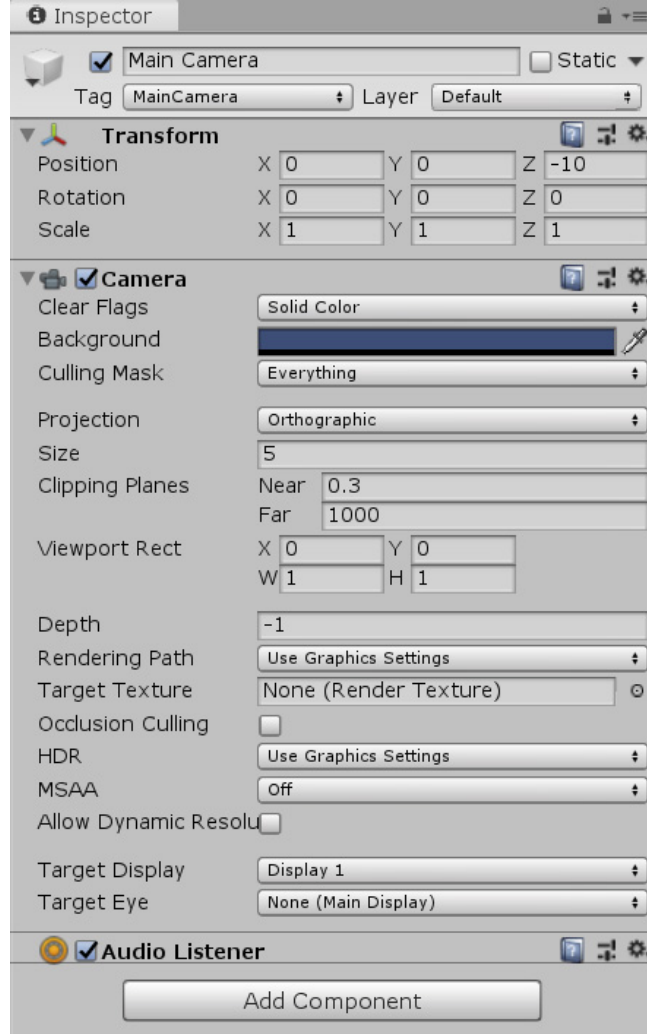 Inspector
Main Camera Static
Tag MainCamera Layer Default
Transform
Position X 0 Y 0 Z -10
Rotation X 0 Y 0 Z 0
Scale X 1 Y 1 Z 1
Camera
Clear Flags Solid Color
Background
Culling Mask Everything
Projection Orthographic
Size 5
Clipping Planes Near 0.3
Far 1000
Viewport Rect X 0 Y 0
W 1 H 1
Depth -1
Rendering Path Use Graphics Settings
Target Texture None (Render Texture)
Occlusion Culling
HDR Use Graphics Settings
MSAA Off
Allow Dynamic Resolu
Target Display Display 1
Target Eye None (Main Display)
Audio Listener
Add Component